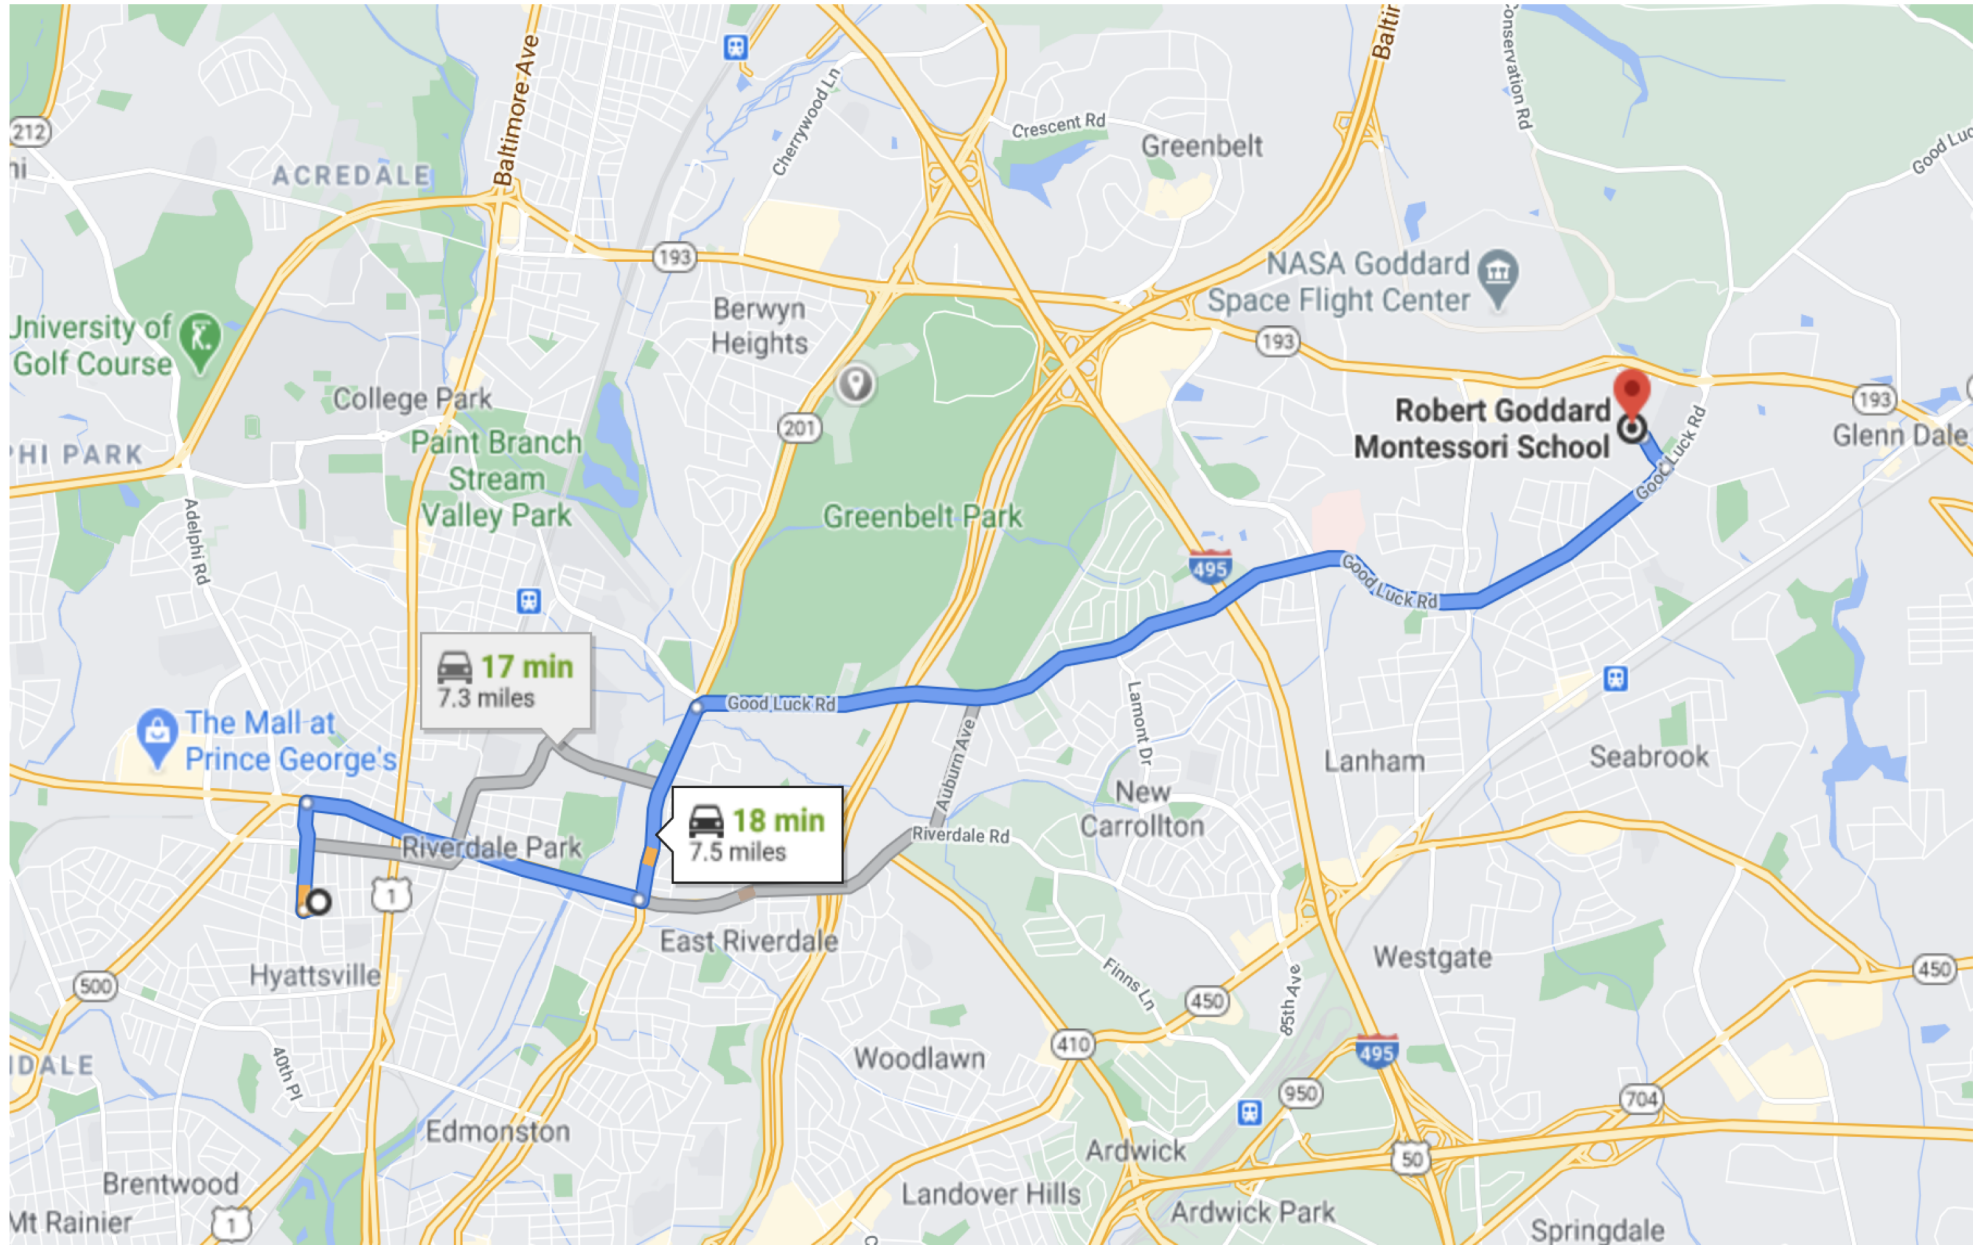 Baltimore Ave
Baltir
Conservation Rd
212
ni
ACREDALE
Cherrywood Ln
Crescent Rd
Greenbelt
Good Luc
193
NASA Goddard
Space Flight Center
Berwyn
Heights
University of
Golf Course
193
College Park
201
Robert Goddard
Montessori School
193
Glenn Dale
PHI PARK
Paint Branch
Stream
Valley Park
Good Luck Rd
Greenbelt Park
Adelphi Rd
495
Good Luck Rd
17 min
7.3 miles
Good Luck Rd
Lamont Dr
The Mall at
Prince George's
Auburn Ave
Lanham
Seabrook
New
Carrollton
18 min
7.5 miles
Riverdale Rd
Riverdale Park
1
East Riverdale
Hyattsville
500
Finns Ln
450
85th Ave
Westgate
450
410
495
IDALE
40th Pl
Woodlawn
950
704
Edmonston
Ardwick
50
Brentwood
Landover Hills
Mt Rainier
1
Ardwick Park
Springdale